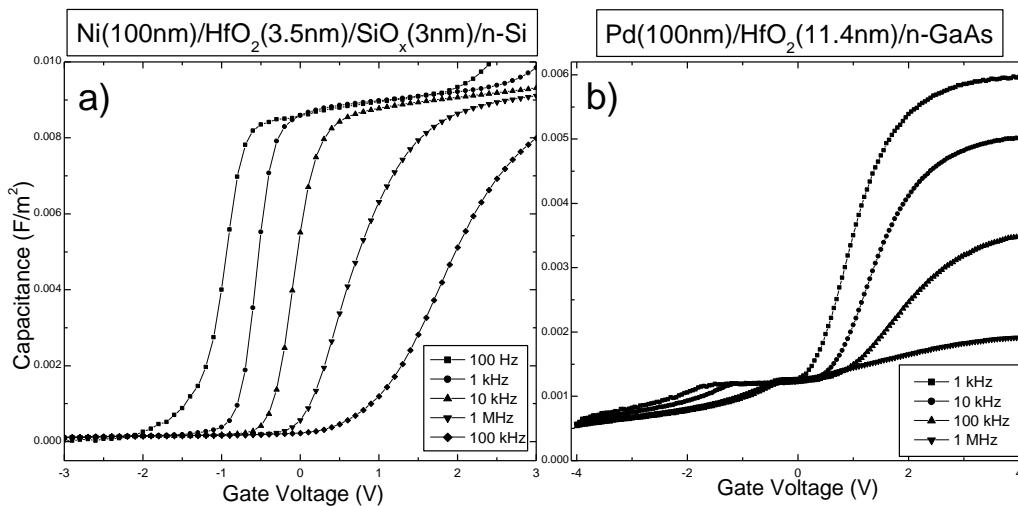 Ni(100nm)/HfO₂(3.5nm)/SiOₓ(3nm)/n-Si
a)
0.010
0.008
0.006
0.004
0.002
0.000
Capacitance (F/m²)
-3 -2 -1 0 1 2 3
Gate Voltage (V)
100 Hz
1 kHz
10 kHz
1 MHz
100 kHz
Pd(100nm)/HfO₂(11.4nm)/n-GaAs
b)
0.006
0.005
0.004
0.003
0.002
0.001
0.000
-4 -2 0 2 4
Gate Voltage (V)
1 kHz
10 kHz
100 kHz
1 MHz